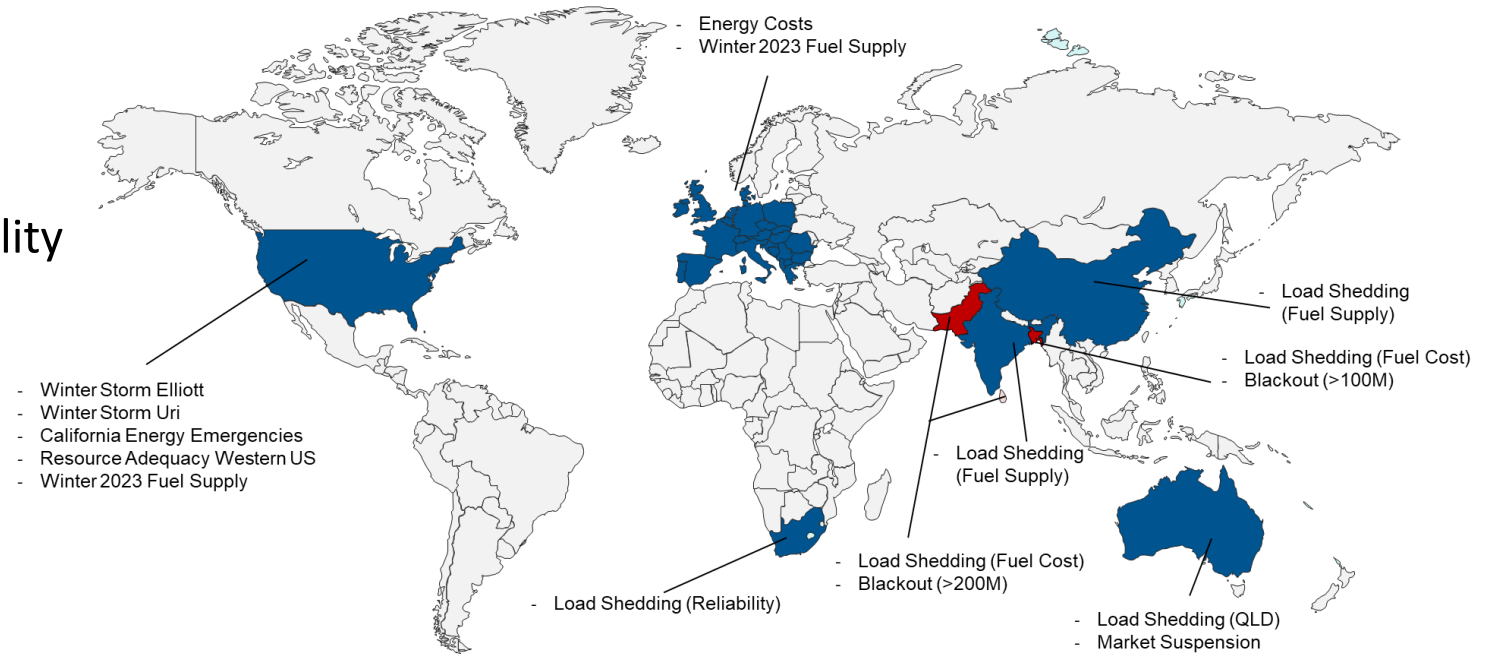 - Energy Costs
- Winter 2023 Fuel Supply
lity
- Load Shedding
(Fuel Supply)
- Load Shedding (Fuel Cost)
- Blackout (>100M)
- Winter Storm Elliott
- Winter Storm Uri
- California Energy Emergencies
- Resource Adequacy Western US
- Winter 2023 Fuel Supply
- Load Shedding
(Fuel Supply)
- Load Shedding (Fuel Cost)
- Blackout (>200M)
- Load Shedding (Reliability)
- Load Shedding (QLD)
- Market Suspension